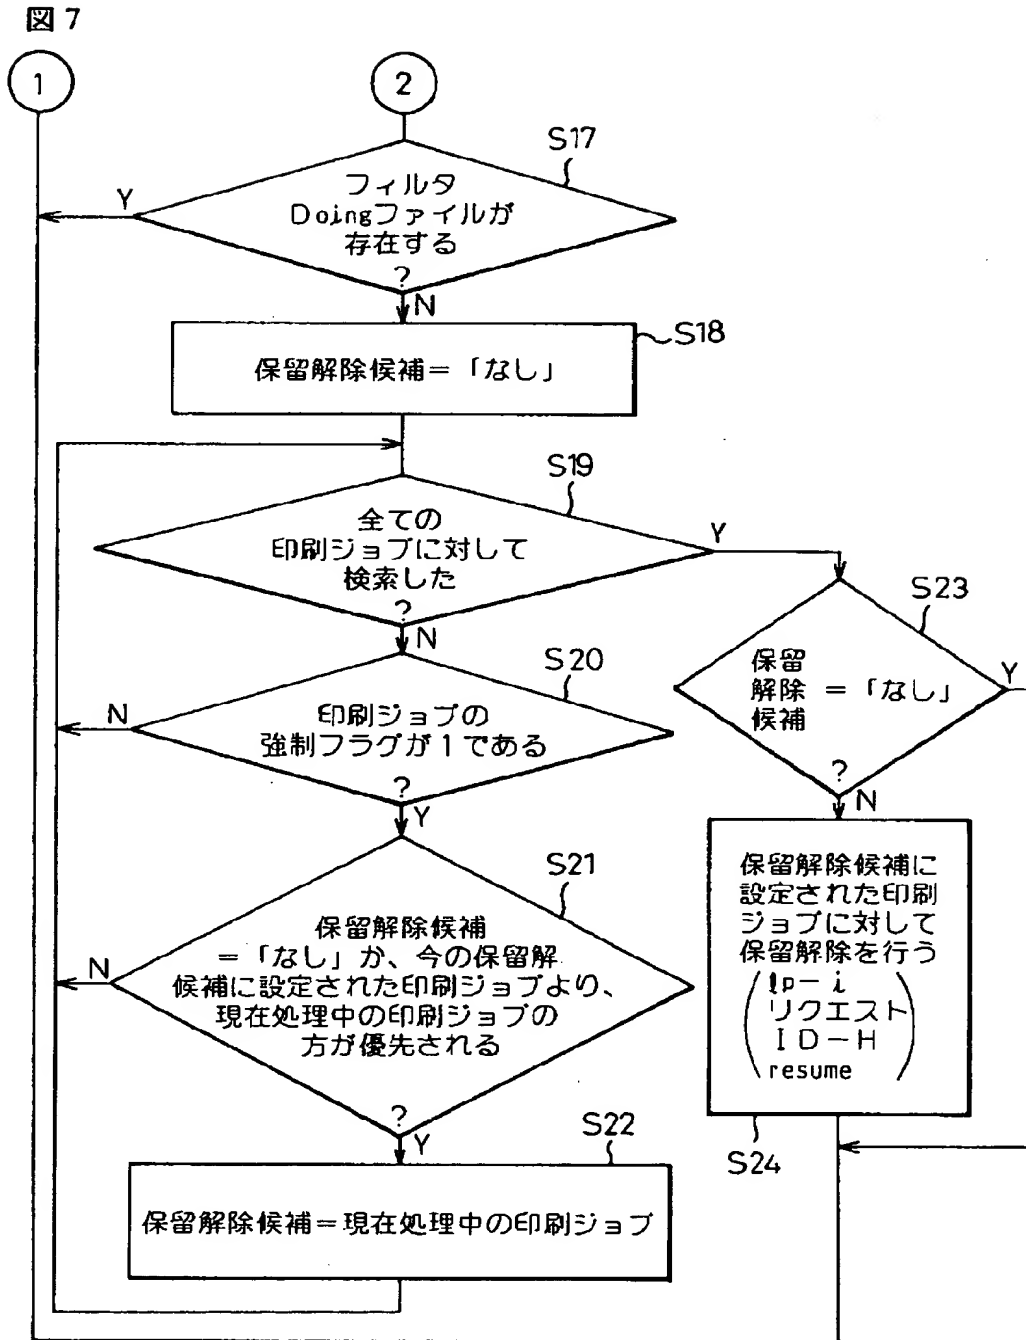 図7
1
2
S17
フィルタ
Doingファイルが
存在する
?
Y
N
S18
保留解除候補=「なし」
S19
全ての
印刷ジョブに対して
検索した
?
Y
N
S20
印刷ジョブの
強制フラグが1である
?
N
Y
S21
保留解除候補
=「なし」か、今の保留解
候補に設定された印刷ジョブより、
現在処理中の印刷ジョブの
方が優先される
?
N
Y
S22
保留解除候補=現在処理中の印刷ジョブ
S23
保留
解除 =「なし」
候補
?
Y
N
保留解除候補に
設定された印刷
ジョブに対して
保留解除を行う
lp-i
リクエスト
ID-H
resume
S24